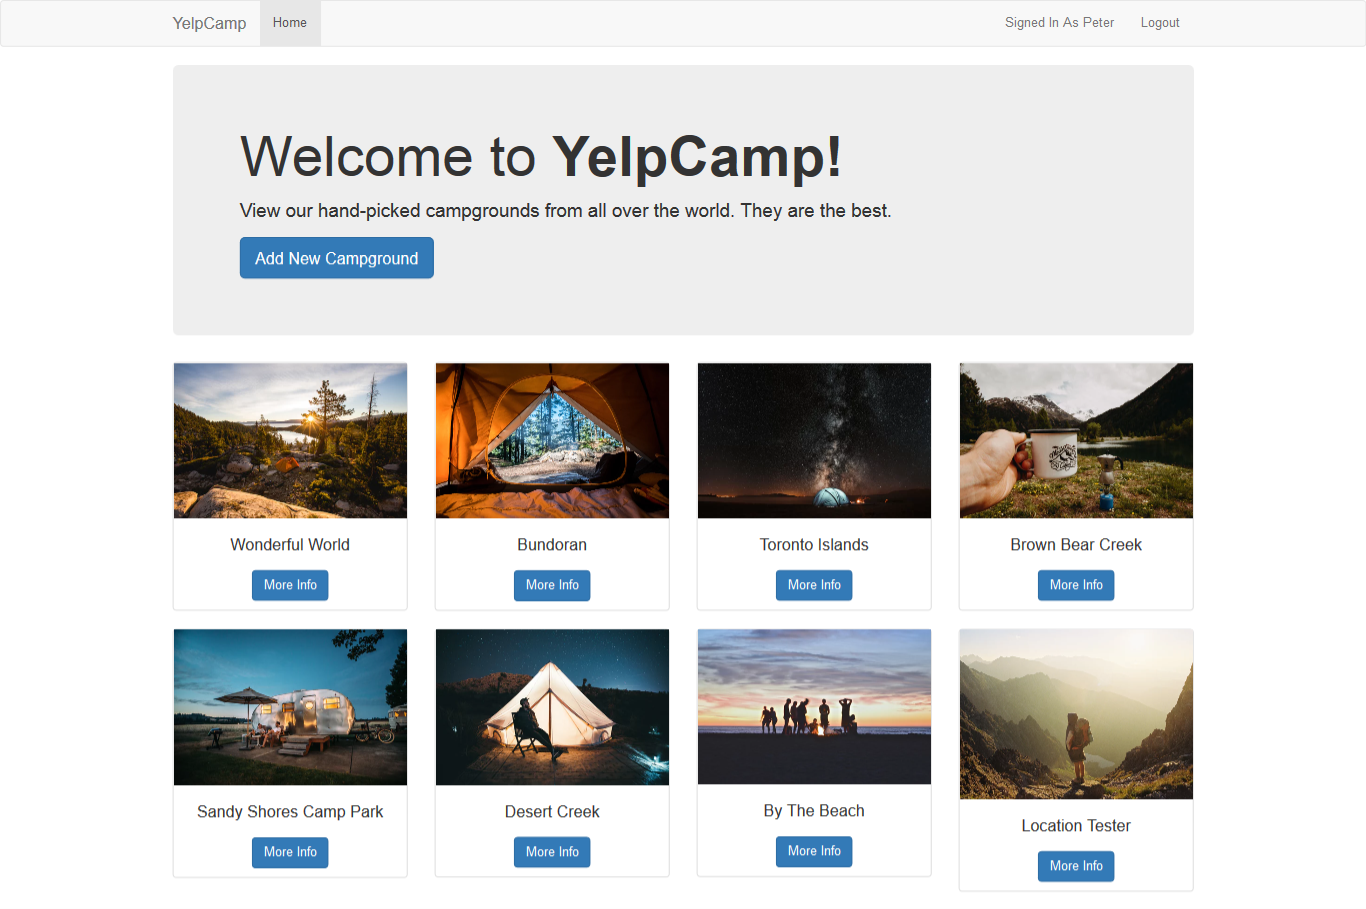 YelpCamp Home Signed In As Peter Logout
Welcome to YelpCamp!
View our hand-picked campgrounds from all over the world. They are the best.
Add New Campground
Wonderful World
More Info
Bundoran
More Info
Toronto Islands
More Info
Brown Bear Creek
More Info
Sandy Shores Camp Park
More Info
Desert Creek
More Info
By The Beach
More Info
Location Tester
More Info